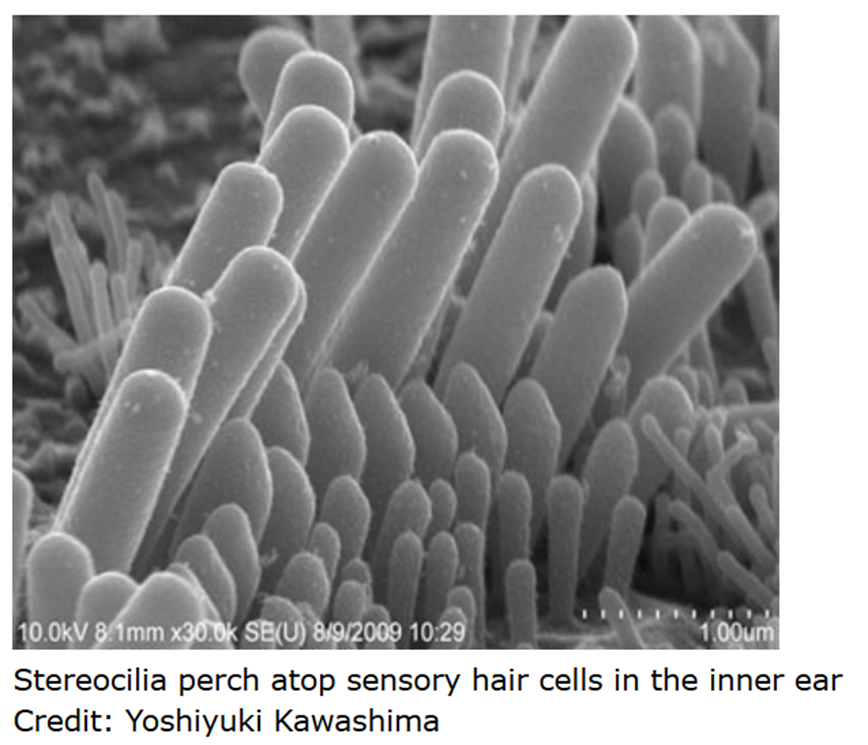 10.0kV 8.1mm x30.0k SE(U) 8/9/2009 10:29 1.00um
Stereocilia perch atop sensory hair cells in the inner ear
Credit: Yoshiyuki Kawashima